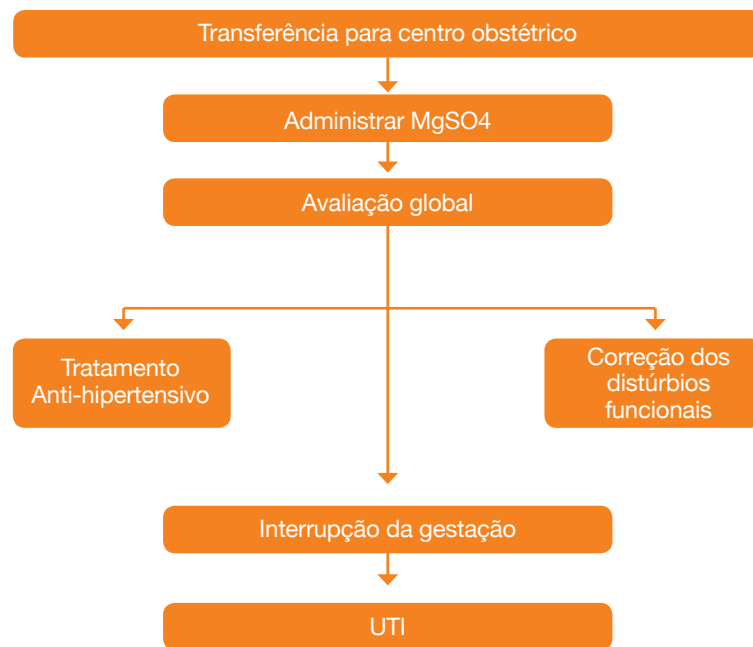 Transferência para centro obstétrico
Administrar MgSO4
Avaliação global
Tratamento
Anti-hipertensivo
Correção dos
distúrbios
funcionais
Interrupção da gestação
UTI